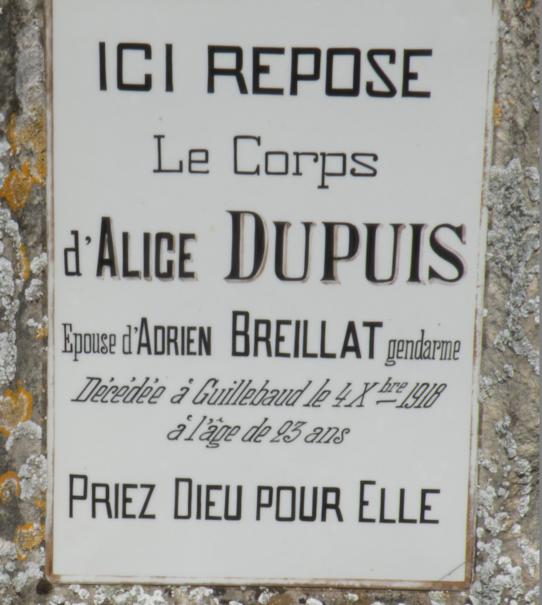 ICI REPOSE
Le Corps
d'ALICE DUPUIS
Epouse d'ADRIEN BREILLAT gendarme
Décédée à Guillebaud le 4 Xbre 1918
à l'âge de 23 ans
PRIEZ DIEU POUR ELLE